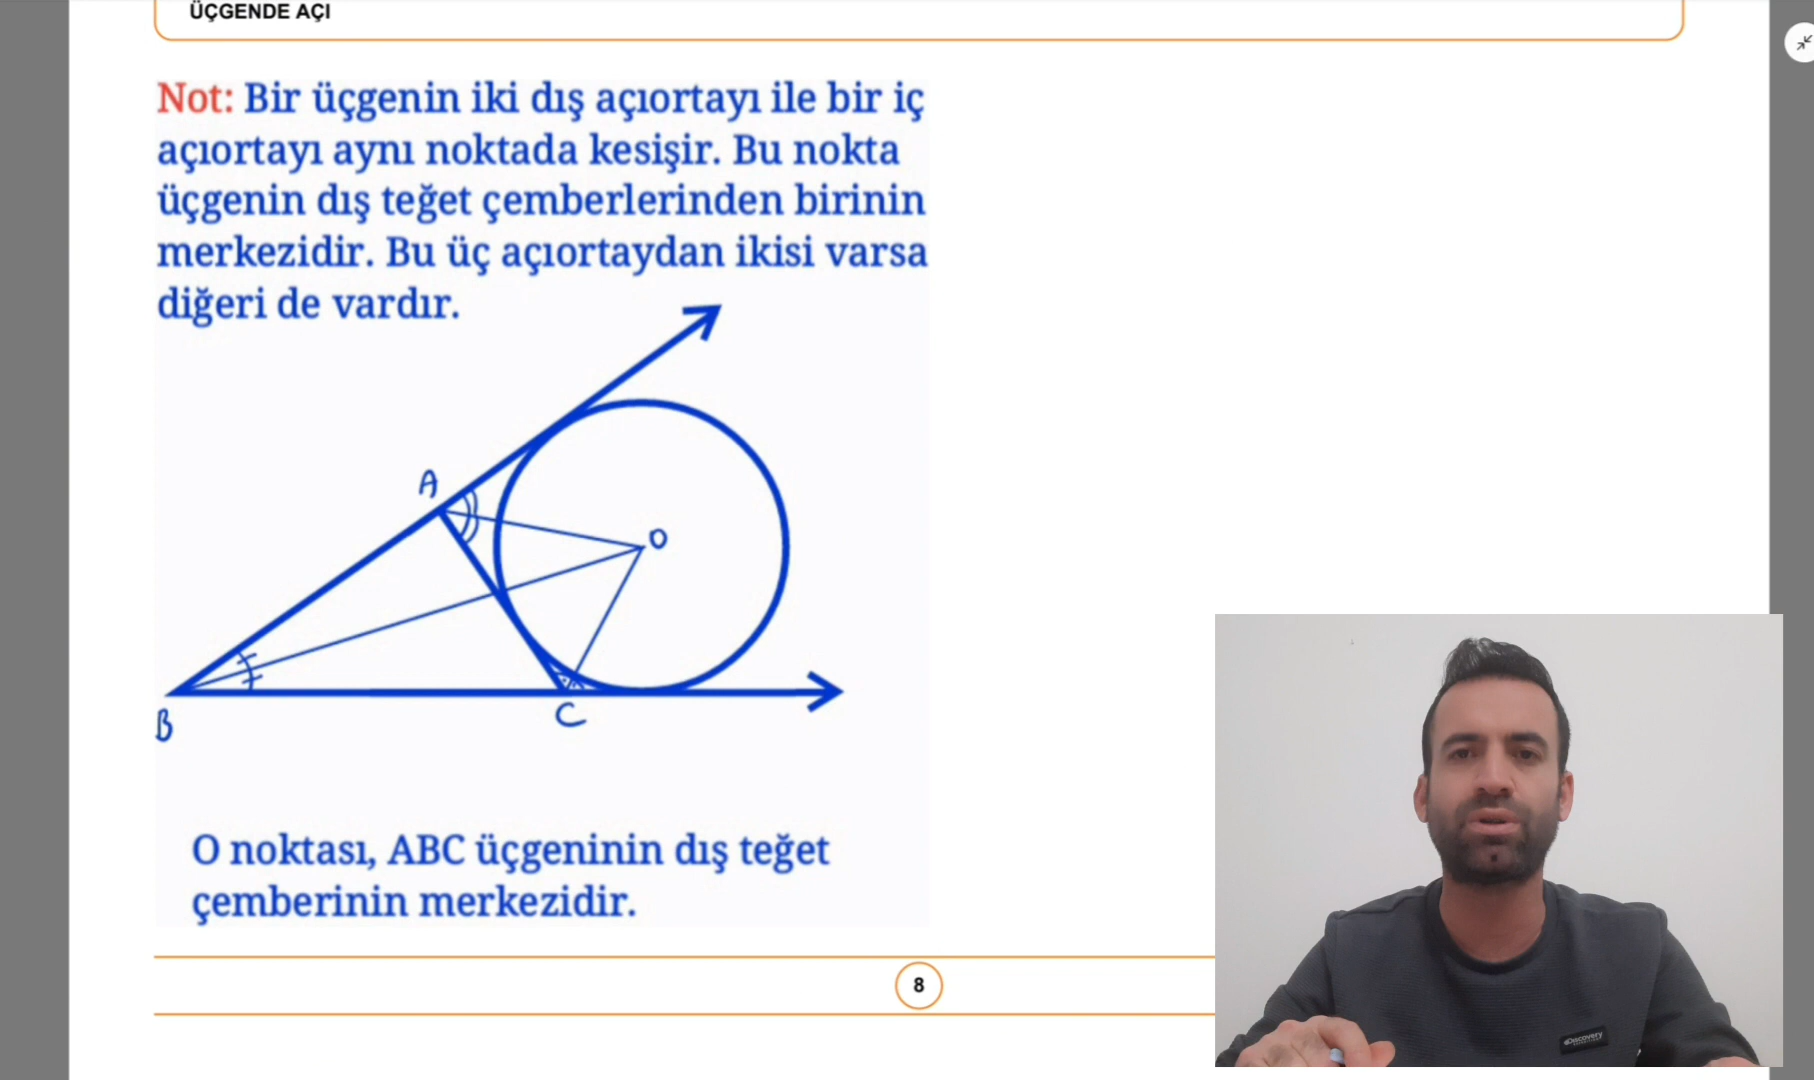 ÜÇGENDE AÇI
Not: Bir üçgenin iki dış açıortayı ile bir iç
açıortayı aynı noktada kesişir. Bu nokta
üçgenin dış teğet çemberlerinden birinin
merkezidir. Bu üç açıortaydan ikisi varsa
diğeri de vardır.
A
O
B
C
O noktası, ABC üçgeninin dış teğet
çemberinin merkezidir.
8
Discovery